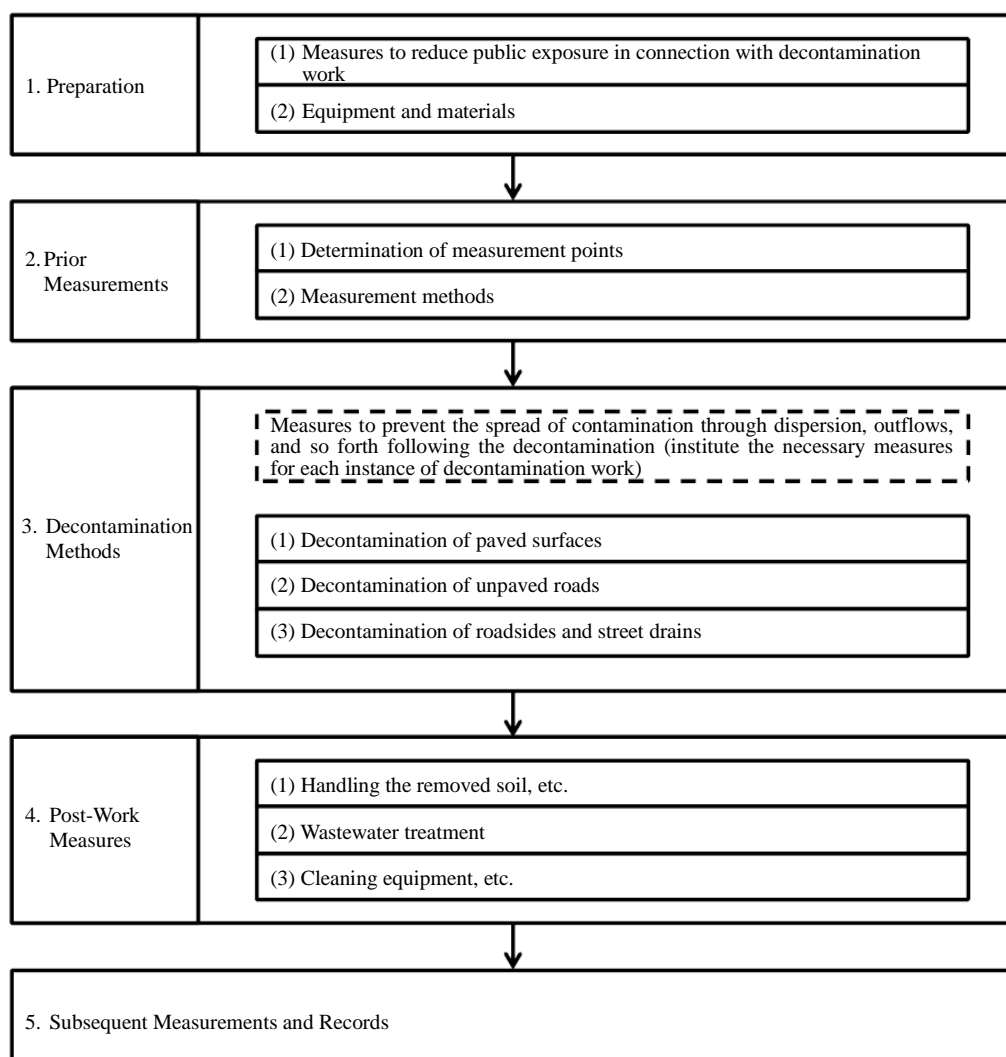 1. Preparation
(1) Measures to reduce public exposure in connection with decontamination
work
(2) Equipment and materials
2. Prior
Measurements
(1) Determination of measurement points
(2) Measurement methods
3. Decontamination
Methods
Measures to prevent the spread of contamination through dispersion, outflows,
and so forth following the decontamination (institute the necessary measures
for each instance of decontamination work)
(1) Decontamination of paved surfaces
(2) Decontamination of unpaved roads
(3) Decontamination of roadsides and street drains
4. Post-Work
Measures
(1) Handling the removed soil, etc.
(2) Wastewater treatment
(3) Cleaning equipment, etc.
5. Subsequent Measurements and Records